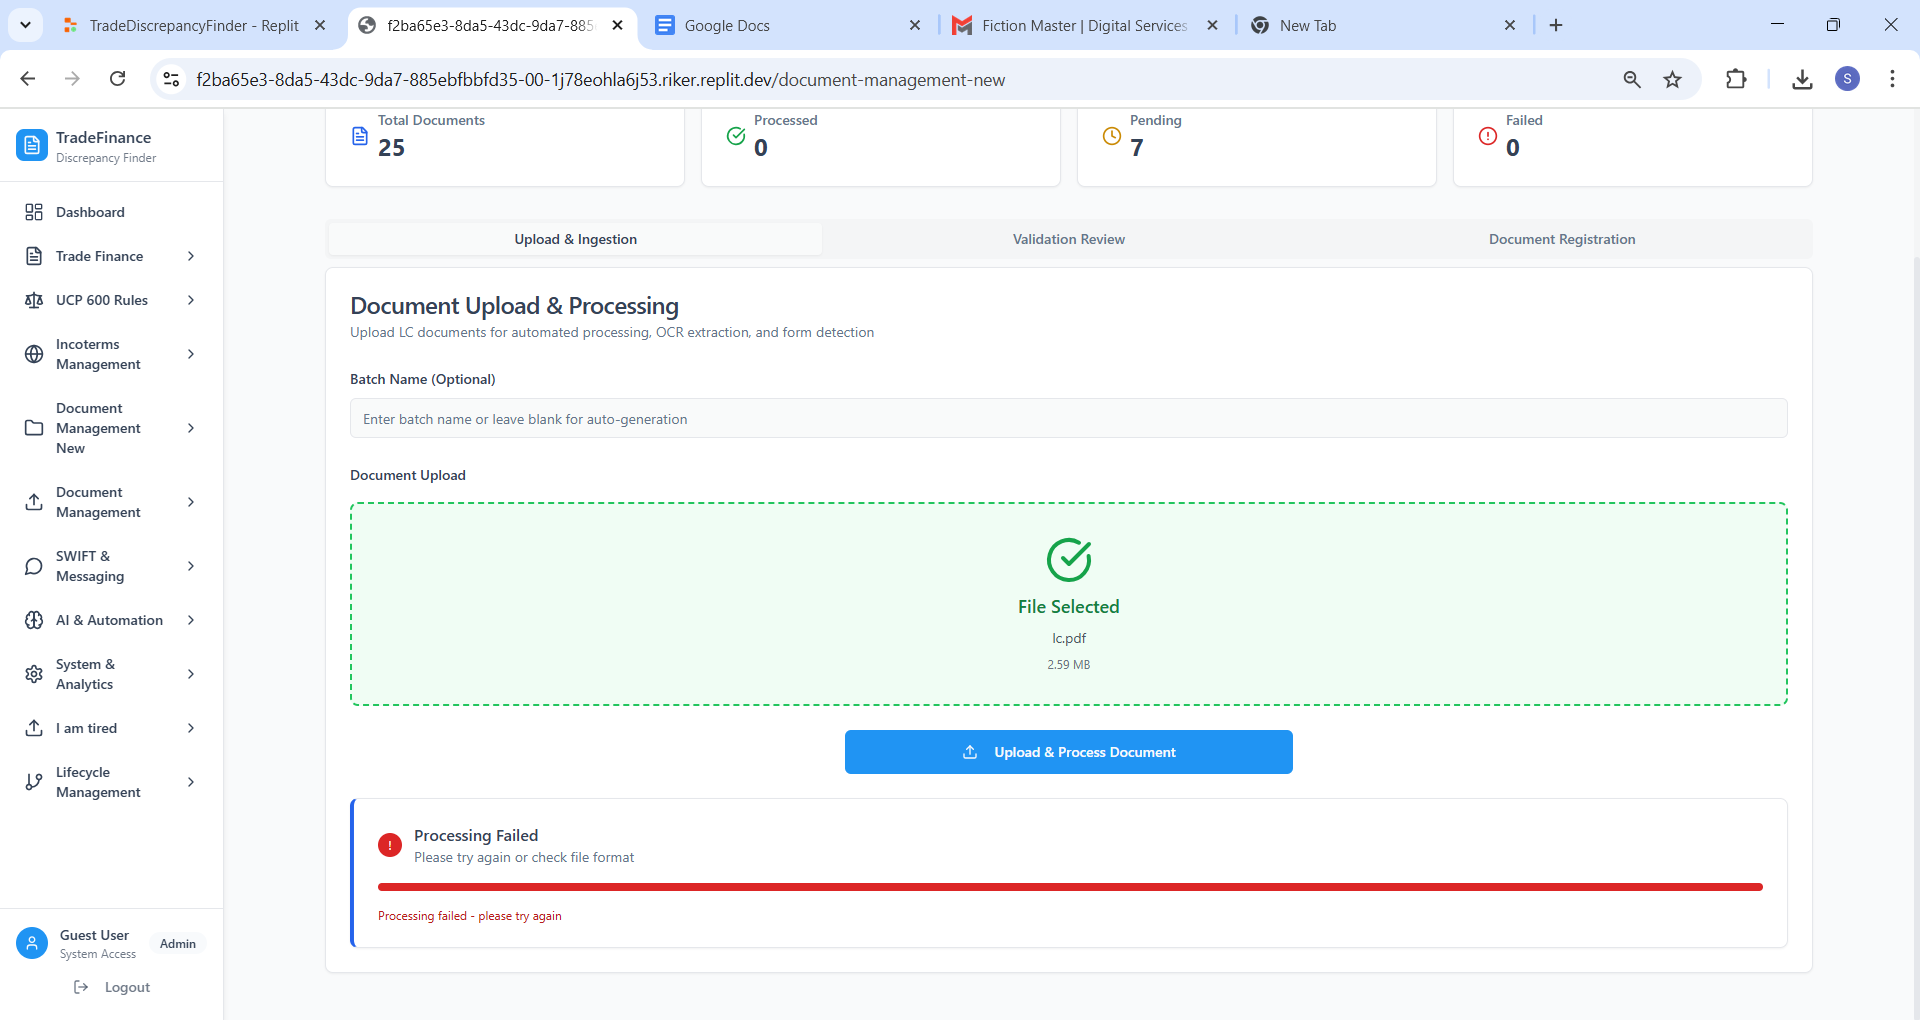 TradeDiscrepancyFinder - Replit
f2ba65e3-8da5-43dc-9da7-885
Google Docs
Fiction Master | Digital Services
New Tab
f2ba65e3-8da5-43dc-9da7-885ebfbbfd35-00-1j78eohla6j53.riker.replit.dev/document-management-new
S
TradeFinance
Discrepancy Finder
Dashboard
Trade Finance
UCP 600 Rules
Incoterms
Management
Document
Management
New
Document
Management
SWIFT &
Messaging
AI & Automation
System &
Analytics
I am tired
Lifecycle
Management
Guest User
System Access
Admin
Logout
Total Documents
25
Processed
0
Pending
7
Failed
0
Upload & Ingestion
Validation Review
Document Registration
Document Upload & Processing
Upload LC documents for automated processing, OCR extraction, and form detection
Batch Name (Optional)
Enter batch name or leave blank for auto-generation
Document Upload
File Selected
lc.pdf
2.59 MB
Upload & Process Document
Processing Failed
Please try again or check file format
Processing failed - please try again